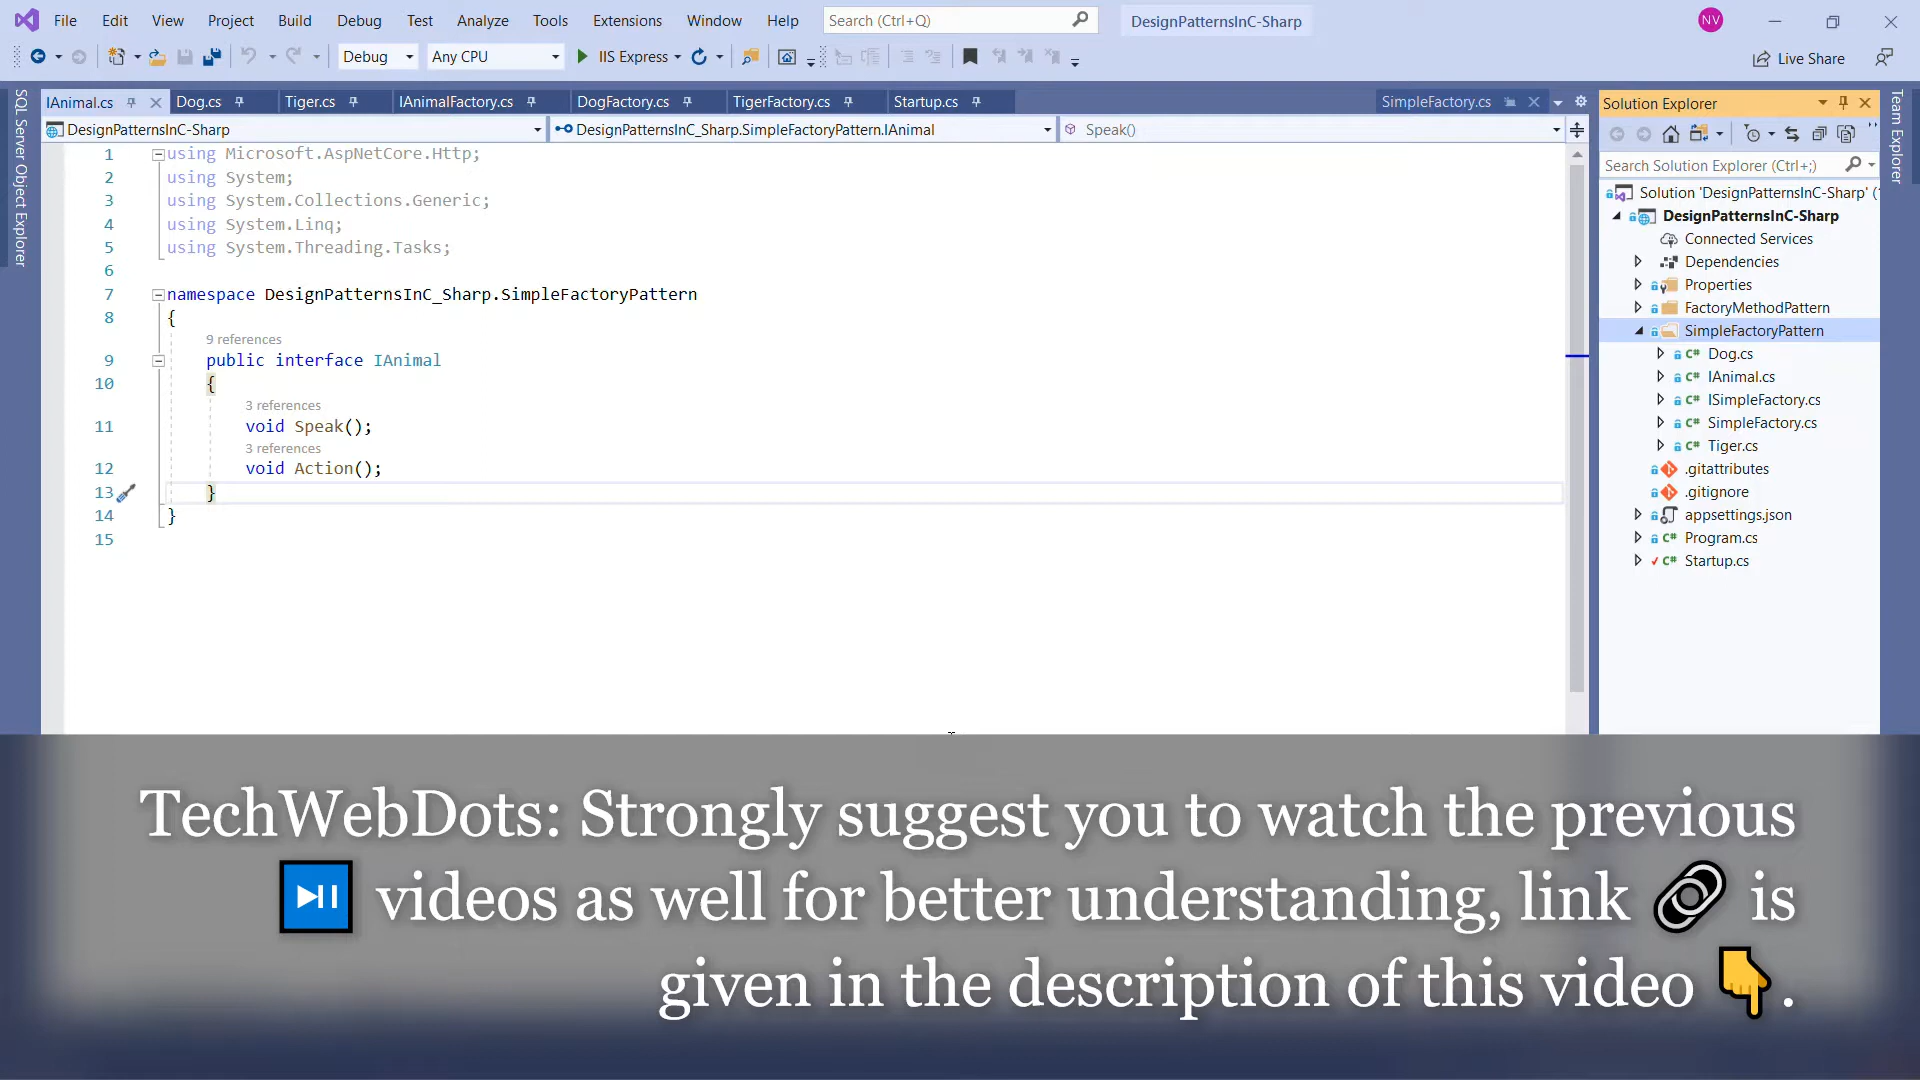 File Edit View Project Build Debug Test Analyze Tools Extensions Window Help Search (Ctrl+Q) DesignPatternsInC-Sharp NV
Debug Any CPU IIS Express Live Share
IAnimal.cs Dog.cs Tiger.cs IAnimalFactory.cs DogFactory.cs TigerFactory.cs Startup.cs SimpleFactory.cs
DesignPatternsInC-Sharp DesignPatternsInC_Sharp.SimpleFactoryPattern.IAnimal Speak()
SQL Server Object Explorer
1 using Microsoft.AspNetCore.Http;
2 using System;
3 using System.Collections.Generic;
4 using System.Linq;
5 using System.Threading.Tasks;
6
7 namespace DesignPatternsInC_Sharp.SimpleFactoryPattern
8 {
9 references
9 public interface IAnimal
10 {
3 references
11 void Speak();
3 references
12 void Action();
13 }
14 }
15
Solution Explorer
Search Solution Explorer (Ctrl+;)
Solution 'DesignPatternsInC-Sharp' (
DesignPatternsInC-Sharp
Connected Services
Dependencies
Properties
FactoryMethodPattern
SimpleFactoryPattern
C# Dog.cs
C# IAnimal.cs
C# ISimpleFactory.cs
C# SimpleFactory.cs
C# Tiger.cs
.gitattributes
.gitignore
appsettings.json
C# Program.cs
C# Startup.cs
Team Explorer
TechWebDots: Strongly suggest you to watch the previous
videos as well for better understanding, link is
given in the description of this video .